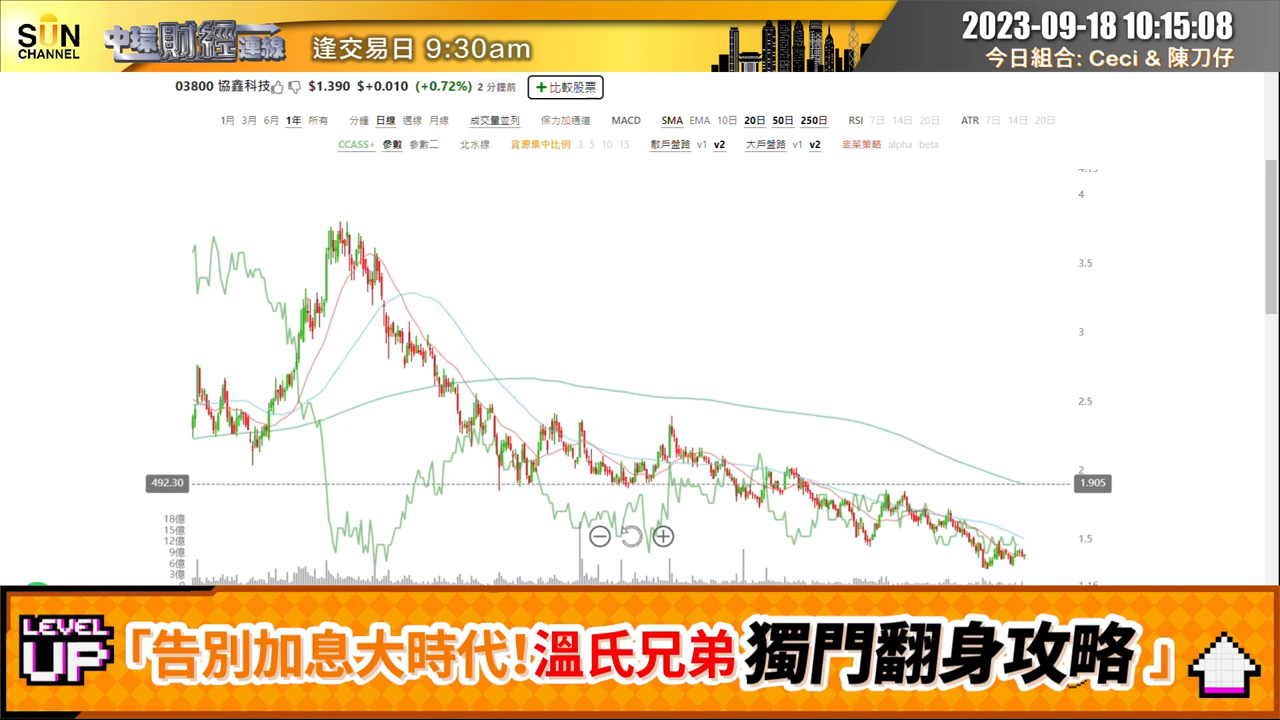 SUN
CHANNEL
中環財經連線
逢交易日 9:30am
2023-09-18 10:15:08
今日組合: Ceci & 陳刀仔
03800 協鑫科技 $1.390 $+0.010 (+0.72%) 2 分鐘前 +比較股票
1月 3月 6月 1年 所有 分鐘 日線 週線 月線 成交量並列 保力加通道 MACD SMA EMA 10日 20日 50日 250日 RSI 7日 14日 20日 ATR 7日 14日 20日
CCASS+ 參數 參數二 北水線 貨源集中比例 3 5 10 15 散戶盤路 v1 v2 大戶盤路 v1 v2 韭菜策略 alpha beta
4.15
4
3.5
3
2.5
2
492.30
1.905
18億
15億
12億
9億
6億
3億
0
1.5
1.15
LEVEL
UP
「告別加息大時代!溫氏兄弟獨門翻身攻略」